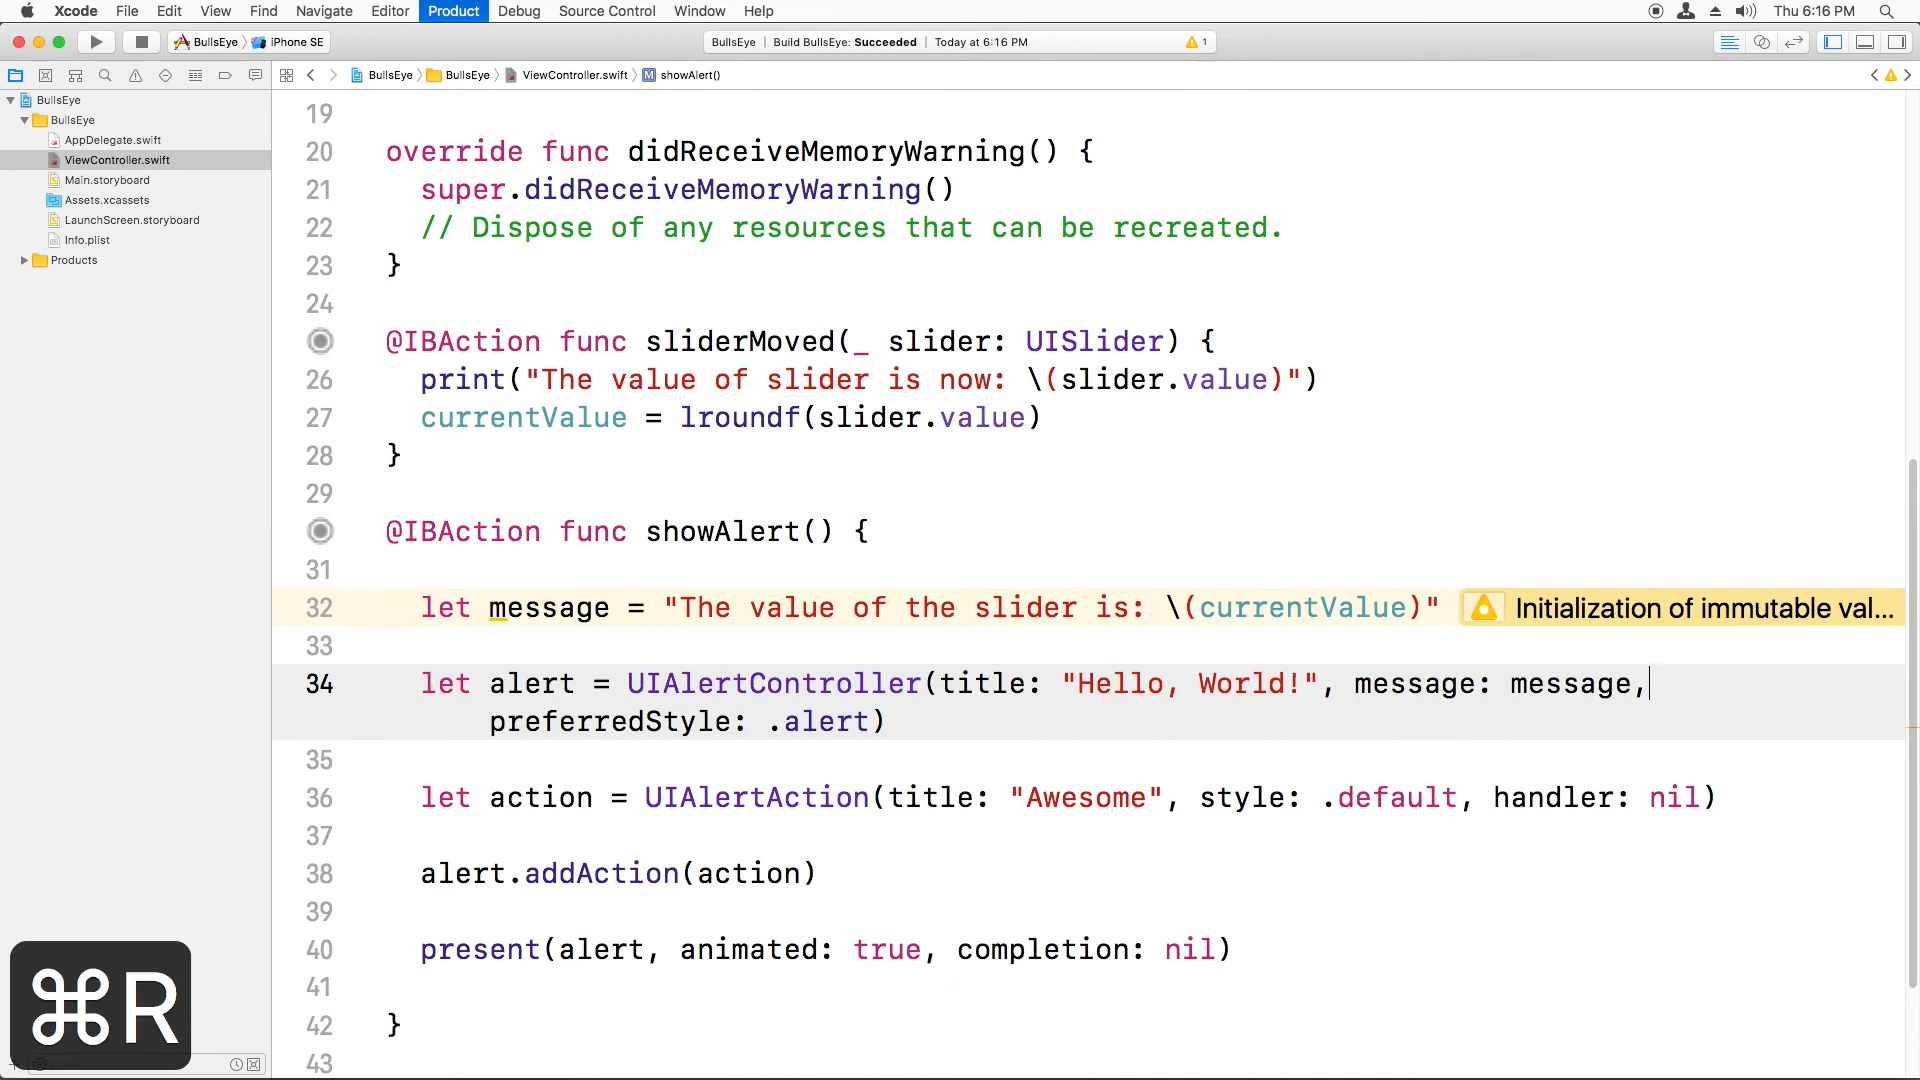 Xcode File Edit View Find Navigate Editor Product Debug Source Control Window Help Thu 6:16 PM
BullsEye iPhone SE BullsEye | Build BullsEye: Succeeded | Today at 6:16 PM 1
BullsEye BullsEye ViewController.swift M showAlert()
BullsEye
BullsEye
AppDelegate.swift
ViewController.swift
Main.storyboard
Assets.xcassets
LaunchScreen.storyboard
Info.plist
Products
19
20 override func didReceiveMemoryWarning() {
21 super.didReceiveMemoryWarning()
22 // Dispose of any resources that can be recreated.
23 }
24
@IBAction func sliderMoved(_ slider: UISlider) {
26 print("The value of slider is now: \(slider.value)")
27 currentValue = lroundf(slider.value)
28 }
29
@IBAction func showAlert() {
31
32 let message = "The value of the slider is: \(currentValue)" Initialization of immutable val...
33
34 let alert = UIAlertController(title: "Hello, World!", message: message,
preferredStyle: .alert)
35
36 let action = UIAlertAction(title: "Awesome", style: .default, handler: nil)
37
38 alert.addAction(action)
39
40 present(alert, animated: true, completion: nil)
41
42 }
43
⌘R